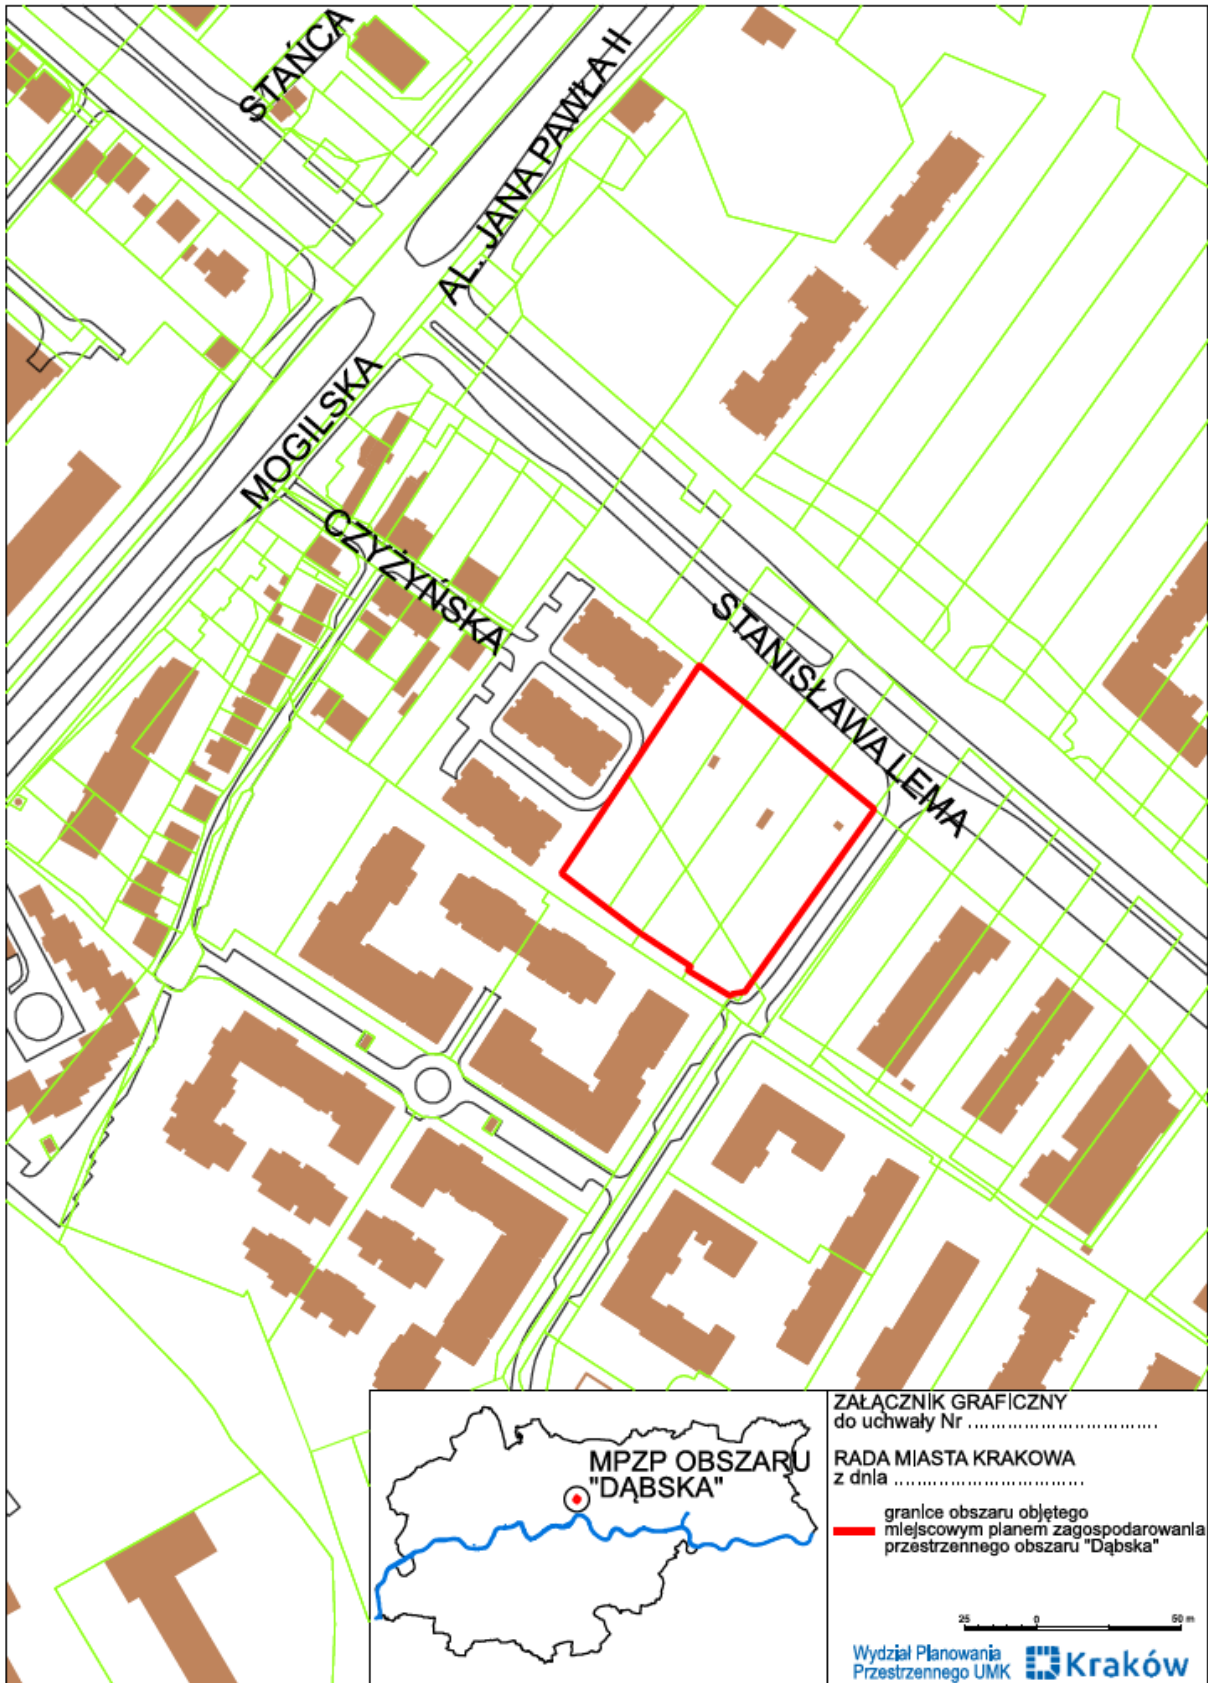 STAŃCA
AL. JANA PAWŁA II
MOGILSKA
CZYŻYŃSKA
STANISŁAWA LEMA
MPZP OBSZARU
"DĄBSKA"
ZAŁĄCZNIK GRAFICZNY
do uchwały Nr ................................
RADA MIASTA KRAKOWA
z dnia ................................
granice obszaru objętego
miejscowym planem zagospodarowania
przestrzennego obszaru "Dąbska"
25 0 50 m
Wydział Planowania
Przestrzennego UMK
Kraków